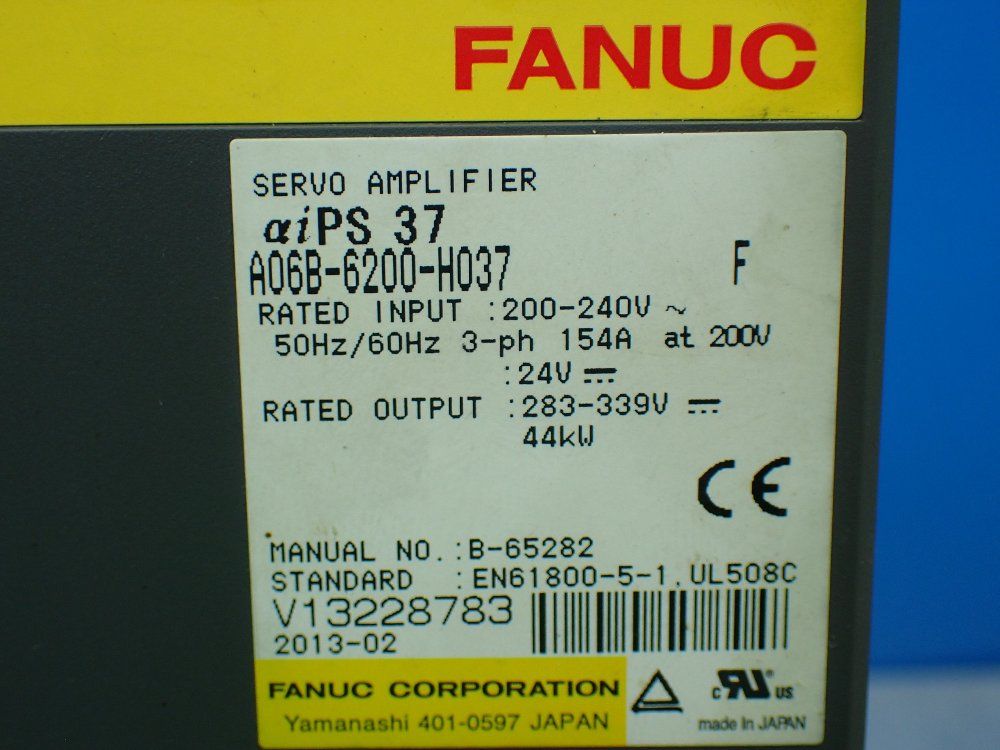 FANUC
SERVO AMPLIFIER
αiPS 37
A06B-6200-H037 F
RATED INPUT :200-240V ~
50Hz/60Hz 3-ph 154A at 200V
:24V ⎓
RATED OUTPUT :283-339V ⎓
44kW
CE
MANUAL NO.:B-65282
STANDARD :EN61800-5-1,UL508C
V13228783
2013-02
FANUC CORPORATION
Yamanashi 401-0597 JAPAN
c RU ® US
made in JAPAN